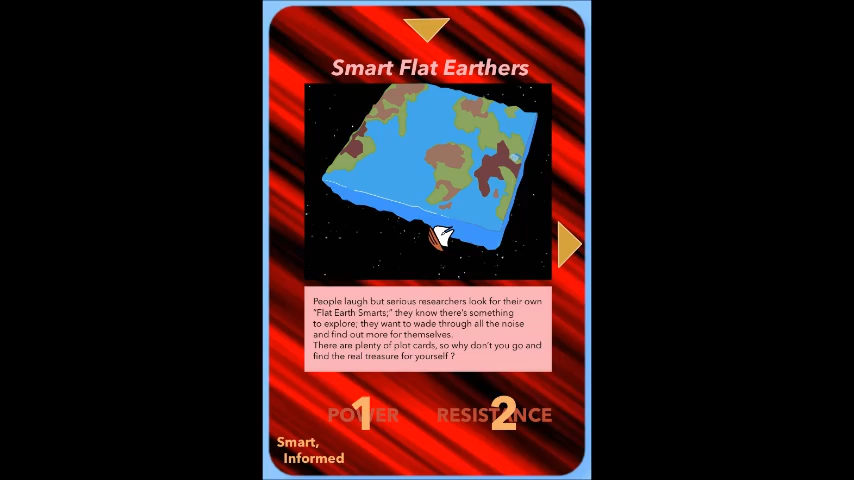 Smart Flat Earthers
People laugh but serious researchers look for their own
"Flat Earth Smarts;" they know there's something
to explore; they want to wade through all the noise
and find out more for themselves.
There are plenty of plot cards, so why don't you go and
find the real treasure for yourself ?
POWER 1 RESISTANCE 2
Smart,
Informed